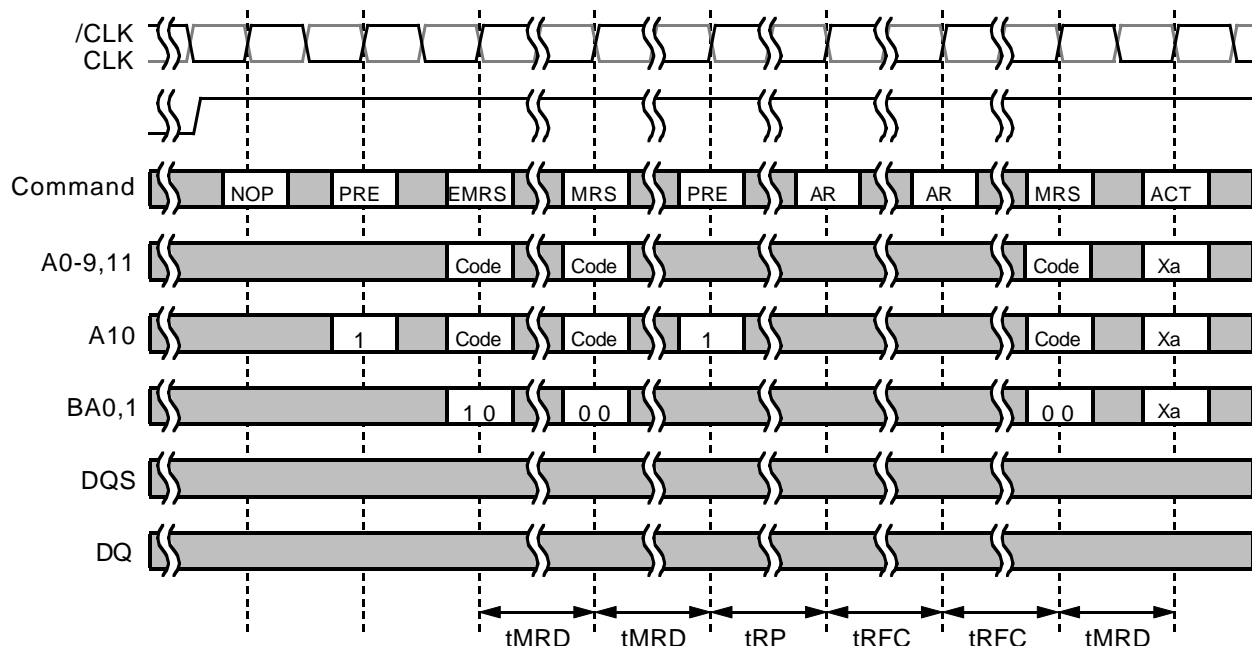 /CLK
CLK
Command NOP PRE EMRS MRS PRE AR AR MRS ACT
A0-9,11 Code Code Code Xa
A10 1 Code Code 1 Code Xa
BA0,1 1 0 0 0 0 0 Xa
DQS
DQ
tMRD tMRD tRP tRFC tRFC tMRD